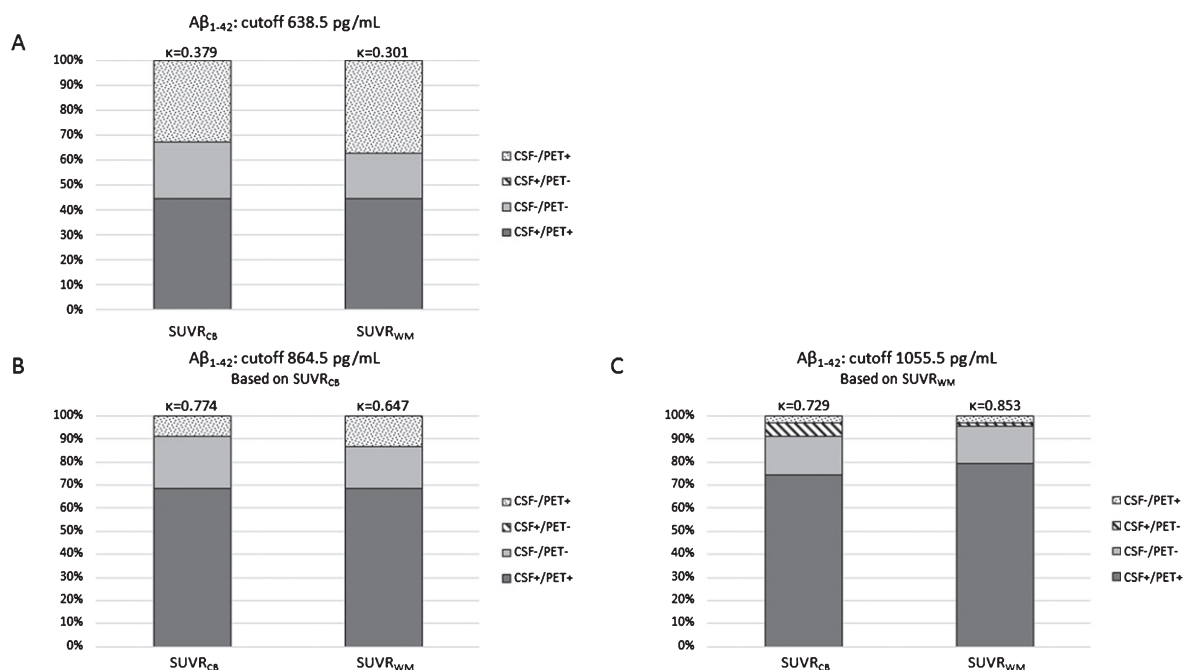 A
Aβ1-42: cutoff 638.5 pg/mL
κ=0.379 κ=0.301
100%
90%
80%
70%
60%
50%
40%
30%
20%
10%
0%
SUVRCB SUVRWM
CSF-/PET+
CSF+/PET-
CSF-/PET-
CSF+/PET+
B
Aβ1-42: cutoff 864.5 pg/mL
Based on SUVRCB
κ=0.774 κ=0.647
100%
90%
80%
70%
60%
50%
40%
30%
20%
10%
0%
SUVRCB SUVRWM
CSF-/PET+
CSF+/PET-
CSF-/PET-
CSF+/PET+
C
Aβ1-42: cutoff 1055.5 pg/mL
Based on SUVRWM
κ=0.729 κ=0.853
100%
90%
80%
70%
60%
50%
40%
30%
20%
10%
0%
SUVRCB SUVRWM
CSF-/PET+
CSF+/PET-
CSF-/PET-
CSF+/PET+